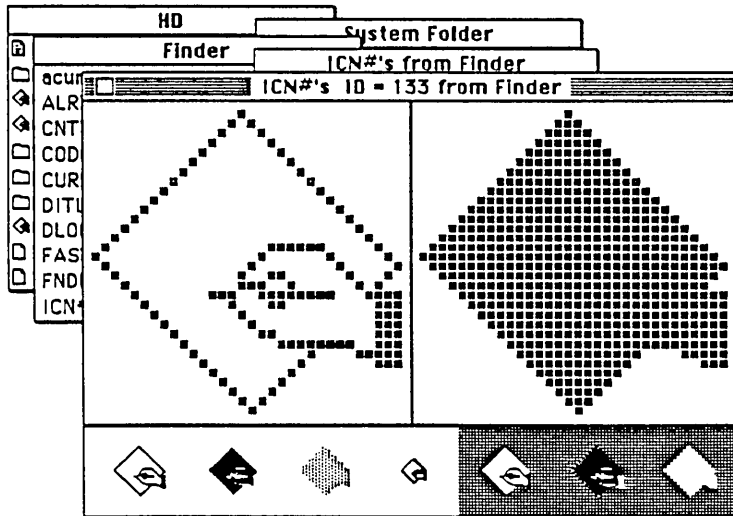 HD
System Folder
Finder
ICN#'s from Finder
ICN#'s ID = 133 from Finder
acur
ALR
CNT
COD
CUR
DITL
DLO
FAS
FND
ICN#